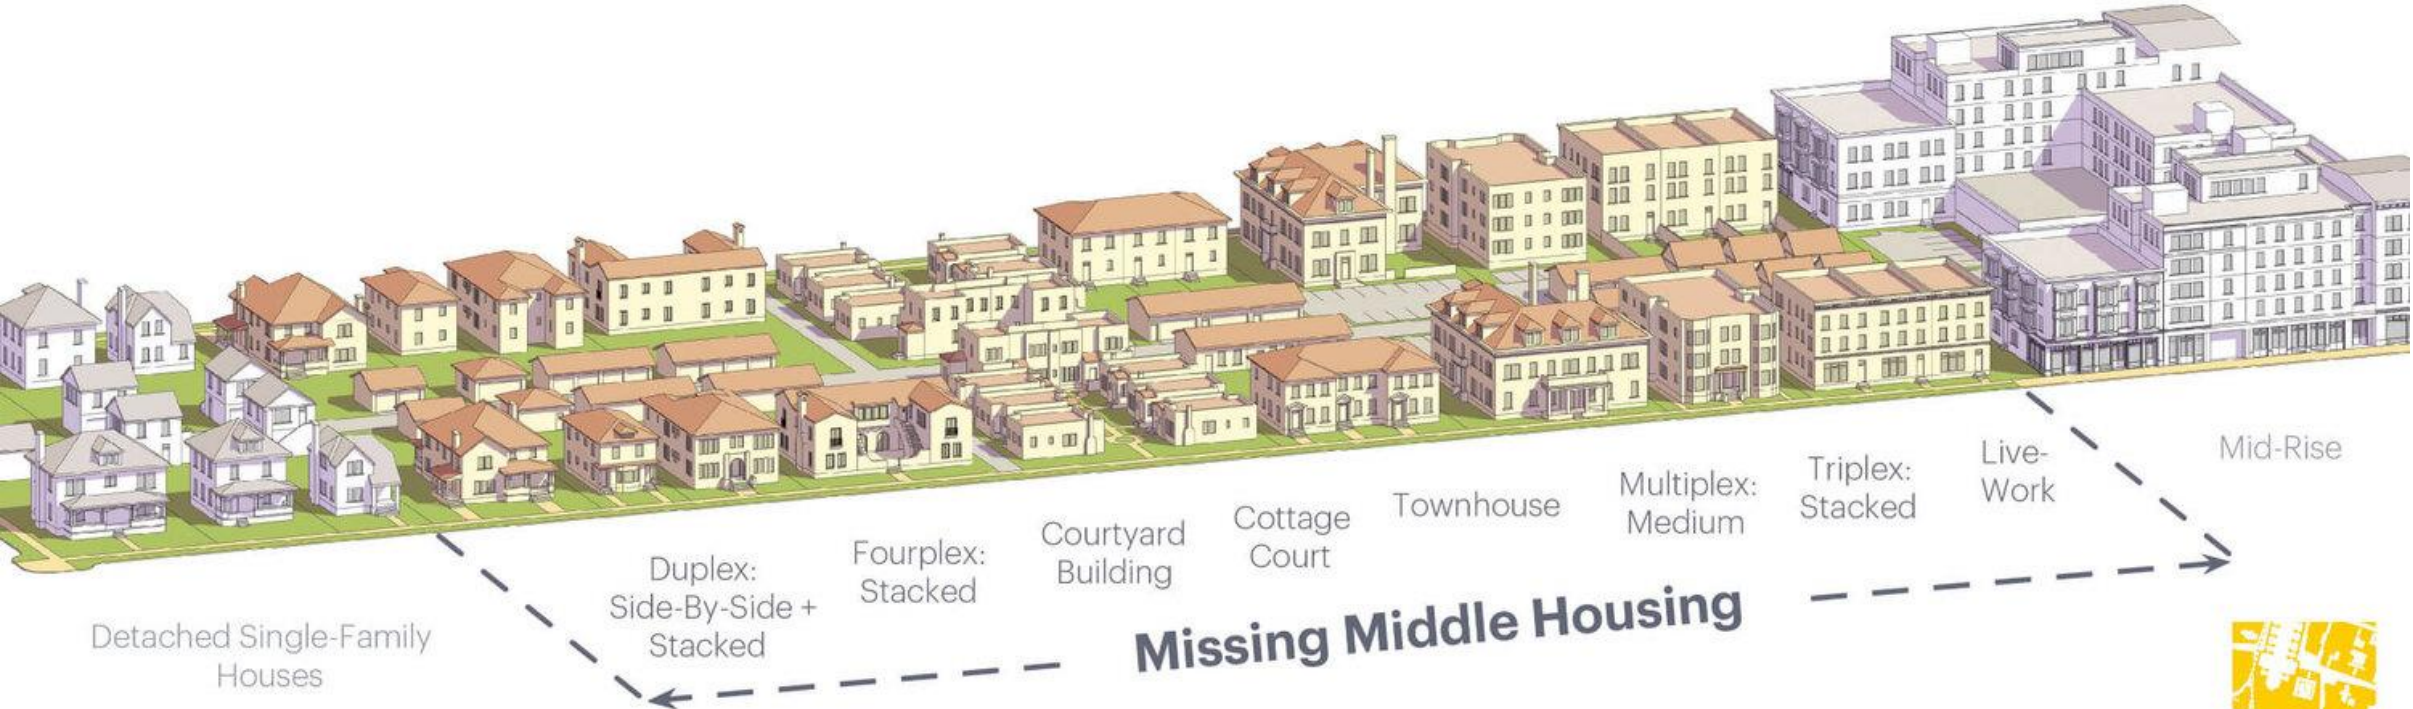 Detached Single-Family
Houses
Duplex:
Side-By-Side +
Stacked
Fourplex:
Stacked
Courtyard
Building
Cottage
Court
Townhouse
Multiplex:
Medium
Triplex:
Stacked
Live-
Work
Mid-Rise
Missing Middle Housing